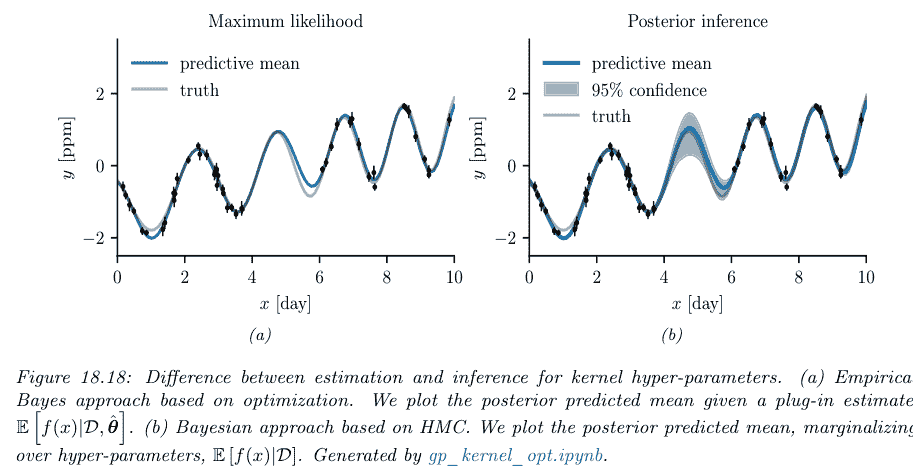 Maximum likelihood
predictive mean
truth
y [ppm]
2
0
−2
0 2 4 6 8 10
x [day]
(a)
Posterior inference
predictive mean
95% confidence
truth
y [ppm]
2
0
−2
0 2 4 6 8 10
x [day]
(b)
Figure 18.18: Difference between estimation and inference for kernel hyper-parameters. (a) Empirica
Bayes approach based on optimization. We plot the posterior predicted mean given a plug-in estimate
𝔼[f(x)|𝒟, θ̂]. (b) Bayesian approach based on HMC. We plot the posterior predicted mean, marginalizing
over hyper-parameters, 𝔼[f(x)|𝒟]. Generated by gp_kernel_opt.ipynb.